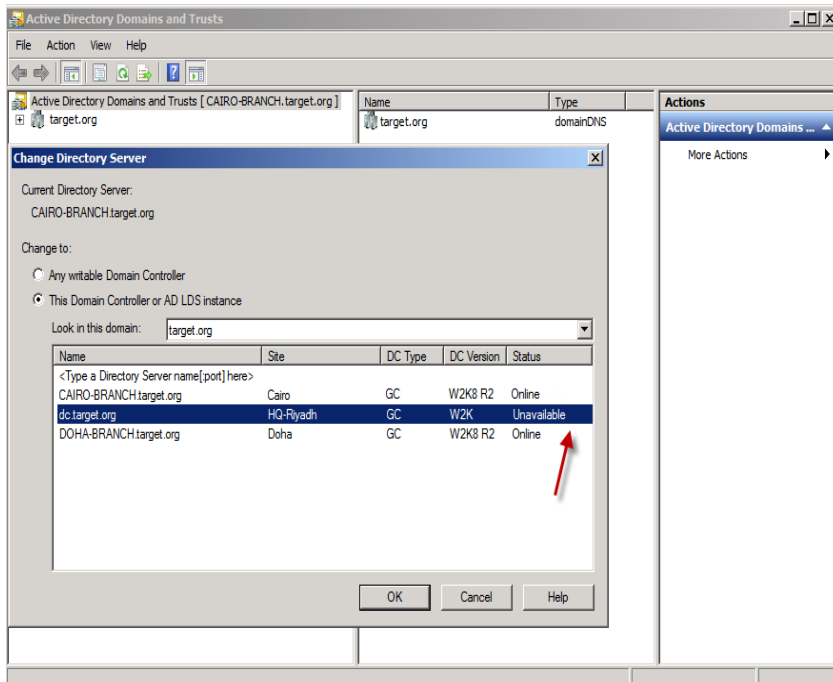 Active Directory Domains and Trusts
File Action View Help
Active Directory Domains and Trusts [ CAIRO-BRANCH.target.org ]
target.org
Name Type
target.org domainDNS
Actions
Active Directory Domains ...
More Actions
Change Directory Server
Current Directory Server:
CAIRO-BRANCH.target.org
Change to:
Any writable Domain Controller
This Domain Controller or AD LDS instance
Look in this domain: target.org
Name Site DC Type DC Version Status
<Type a Directory Server name[:port] here>
CAIRO-BRANCH.target.org Cairo GC W2K8 R2 Online
dc.target.org HQ-Riyadh GC W2K Unavailable
DOHA-BRANCH.target.org Doha GC W2K8 R2 Online
OK Cancel Help